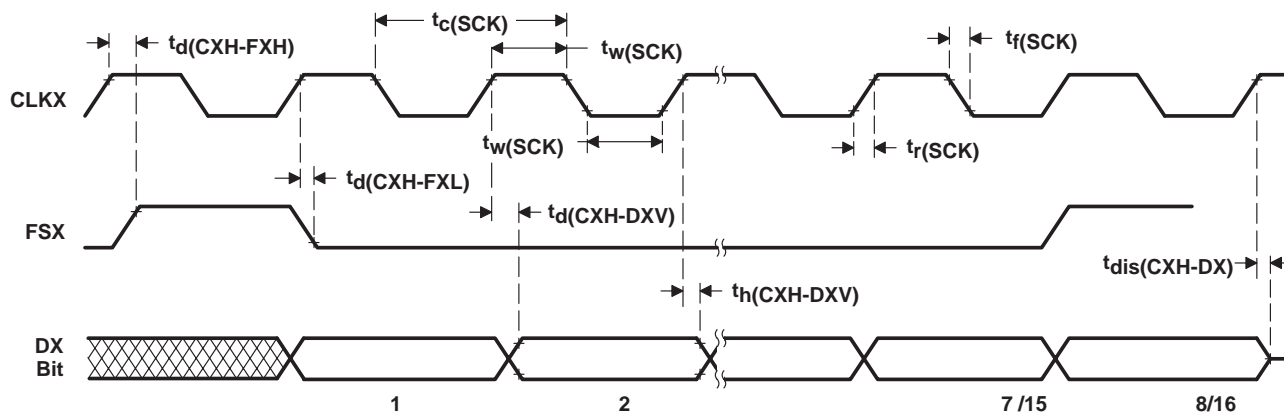 tc(SCK)
td(CXH-FXH)
tw(SCK)
tf(SCK)
CLKX
tw(SCK)
tr(SCK)
td(CXH-FXL)
td(CXH-DXV)
FSX
tdis(CXH-DX)
th(CXH-DXV)
DX
Bit
1 2 7 /15 8/16